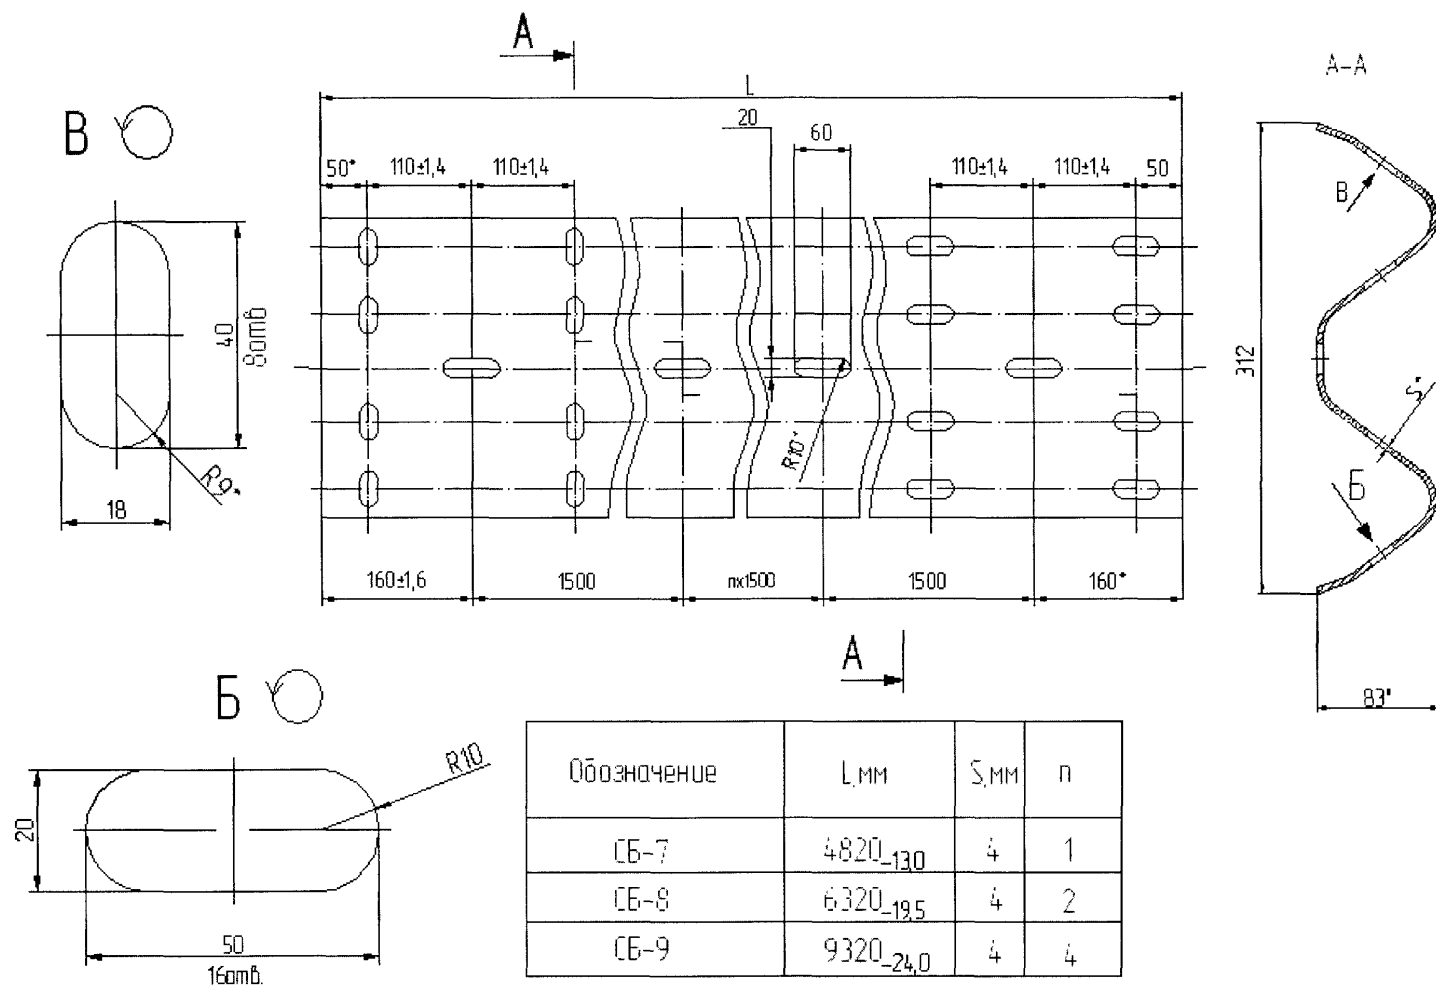 А
А-А
L
В
20
60
50*
110±1,4
110±1,4
110±1,4
110±1,4
50
В
40
8отв
312
S*
R10*
R9*
Б
18
160±1,6
1500
nx1500
1500
160*
А
83*
Б
R10
20
50
16отв.
Обозначение L,мм S,мм n
СБ-7 4820-13,0 4 1
СБ-8 6320-19,5 4 2
СБ-9 9320-24,0 4 4